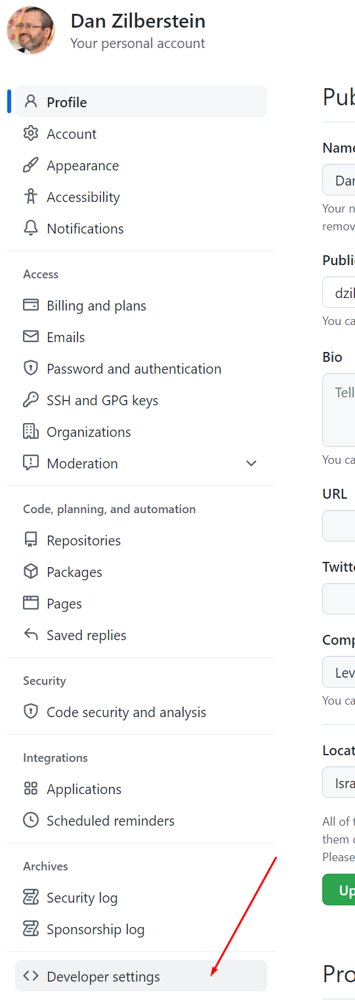 Dan Zilberstein
Your personal account
Profile
Account
Appearance
Accessibility
Notifications
Access
Billing and plans
Emails
Password and authentication
SSH and GPG keys
Organizations
Moderation
Code, planning, and automation
Repositories
Packages
Pages
Saved replies
Security
Code security and analysis
Integrations
Applications
Scheduled reminders
Archives
Security log
Sponsorship log
Developer settings
Pub
Name
Dan
Your n
remov
Publi
dzil
You ca
Bio
Tell
You ca
URL
Twitte
Comp
Lev
You ca
Locat
Isra
All of t
them o
Please
Up
Pro